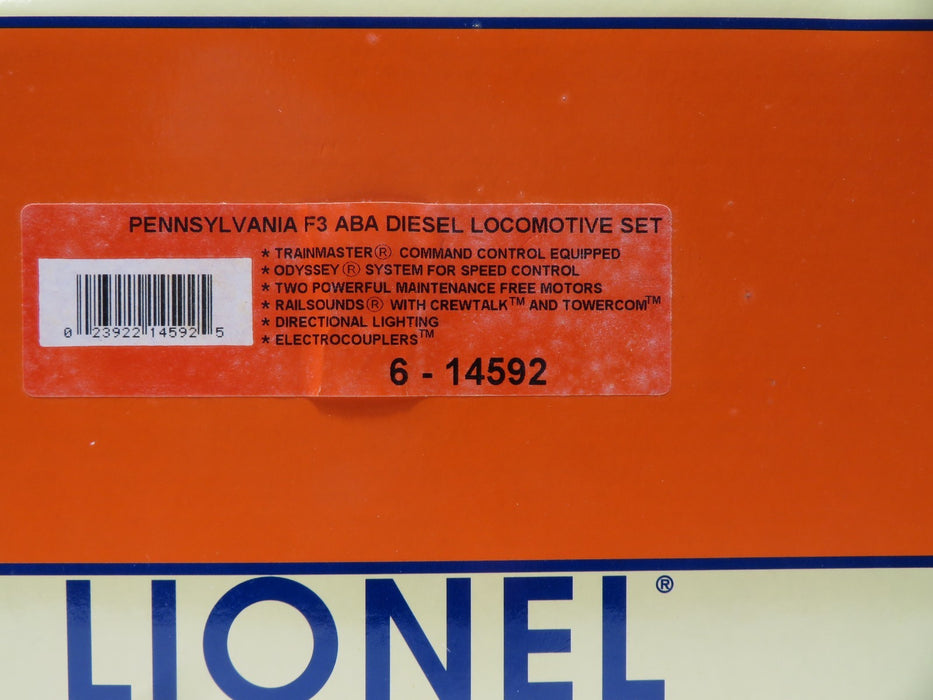 PENNSYLVANIA F3 ABA DIESEL LOCOMOTIVE SET
* TRAINMASTER® COMMAND CONTROL EQUIPPED
* ODYSSEY® SYSTEM FOR SPEED CONTROL
* TWO POWERFUL MAINTENANCE FREE MOTORS
* RAILSOUNDS® WITH CREWTALK™ AND TOWERCOM™
* DIRECTIONAL LIGHTING
* ELECTROCOUPLERS™
0 23922 14592 5
6 - 14592
LIONEL®